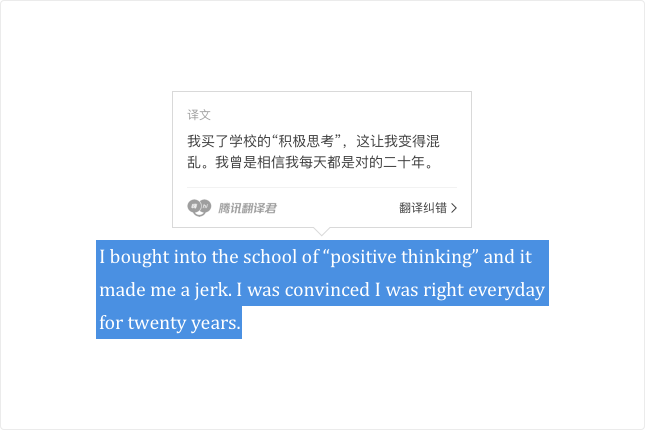 译文
我买了学校的“积极思考”，这让我变得混
乱。我曾是相信我每天都是对的二十年。
腾讯翻译君
翻译纠错
I bought into the school of “positive thinking” and it
made me a jerk. I was convinced I was right everyday
for twenty years.